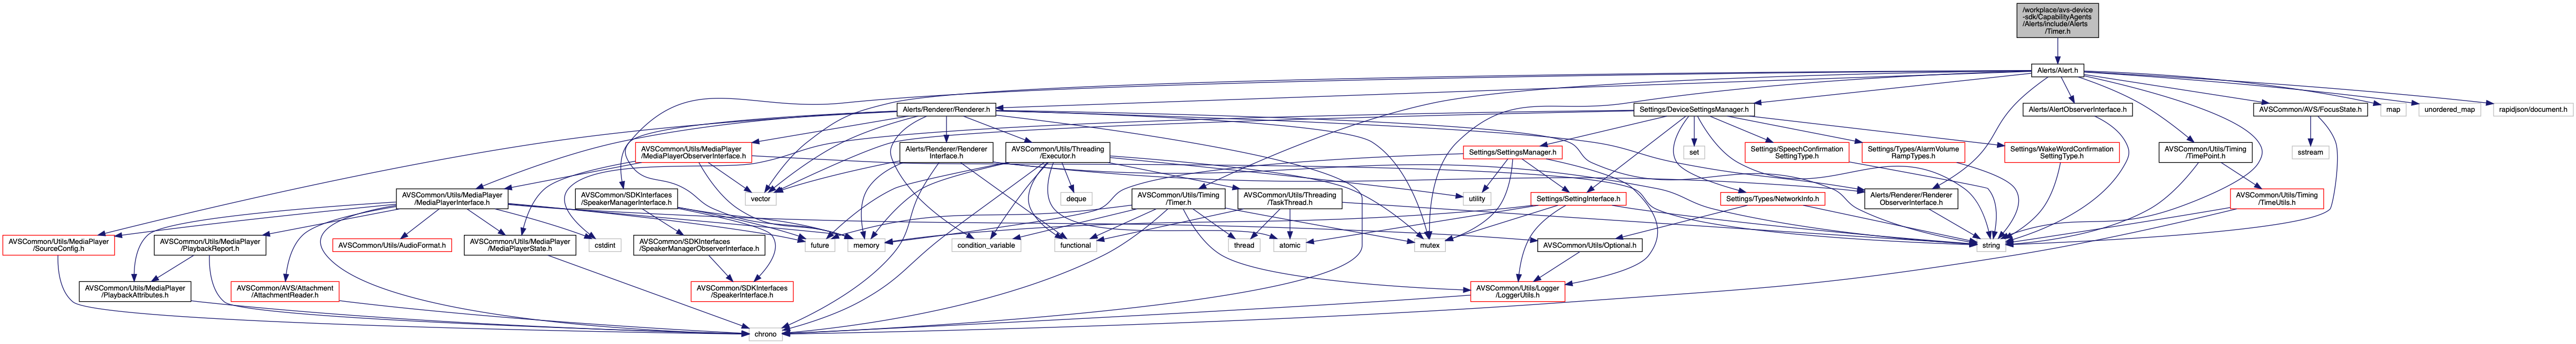 /workplace/avs-device
-sdk/CapabilityAgents
/Alerts/include/Alerts
/Timer.h
Alerts/Alert.h
Alerts/Renderer/Renderer.h
Settings/DeviceSettingsManager.h
Alerts/AlertObserverInterface.h
AVSCommon/AVS/FocusState.h
map
unordered_map
rapidjson/document.h
AVSCommon/Utils/MediaPlayer
/MediaPlayerObserverInterface.h
Alerts/Renderer/Renderer
Interface.h
AVSCommon/Utils/Threading
/Executor.h
Settings/SettingsManager.h
set
Settings/SpeechConfirmation
SettingType.h
Settings/Types/AlarmVolume
RampTypes.h
Settings/WakeWordConfirmation
SettingType.h
AVSCommon/Utils/Timing
/TimePoint.h
sstream
AVSCommon/Utils/MediaPlayer
/MediaPlayerInterface.h
AVSCommon/SDKInterfaces
/SpeakerManagerInterface.h
vector
deque
AVSCommon/Utils/Timing
/Timer.h
AVSCommon/Utils/Threading
/TaskThread.h
utility
Settings/SettingInterface.h
Settings/Types/NetworkInfo.h
Alerts/Renderer/Renderer
ObserverInterface.h
AVSCommon/Utils/Timing
/TimeUtils.h
AVSCommon/Utils/MediaPlayer
/SourceConfig.h
AVSCommon/Utils/MediaPlayer
/PlaybackReport.h
AVSCommon/Utils/AudioFormat.h
AVSCommon/Utils/MediaPlayer
/MediaPlayerState.h
cstdint
AVSCommon/SDKInterfaces
/SpeakerManagerObserverInterface.h
future
memory
condition_variable
functional
thread
atomic
mutex
AVSCommon/Utils/Optional.h
string
AVSCommon/Utils/MediaPlayer
/PlaybackAttributes.h
AVSCommon/AVS/Attachment
/AttachmentReader.h
AVSCommon/SDKInterfaces
/SpeakerInterface.h
AVSCommon/Utils/Logger
/LoggerUtils.h
chrono